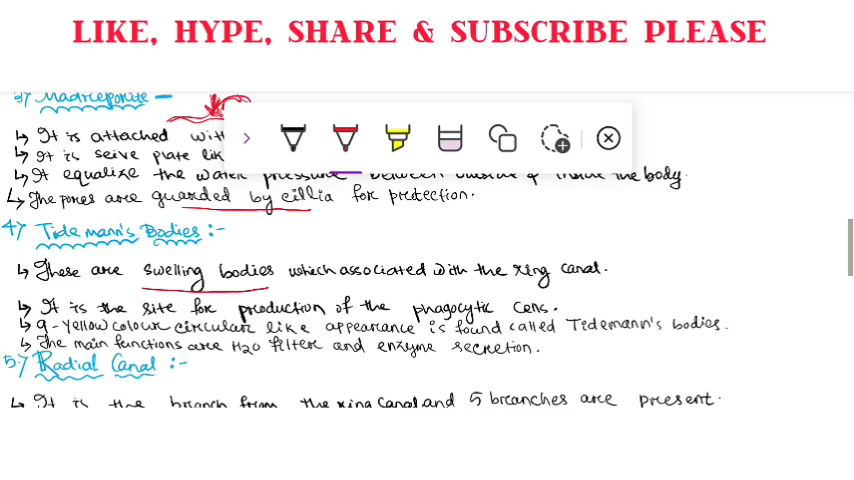 LIKE, HYPE, SHARE & SUBSCRIBE PLEASE
3) Madreporite –
↳ It is attached with
↳ It is seive plate lik
↳ It equalize the water pressure between outside & inside the body.
↳ The pores are guarded by cillia for protection.
4) Tidemann's Bodies :-
↳ These are swelling bodies which associated with the ring canal.
↳ It is the site for production of the phagocytic cells.
↳ 9-Yellow colour circular like appearance is found called Tidemann's bodies.
↳ The main functions are H2O filter and enzyme secretion.
5) Radial Canal :-
↳ It is the branch from the ring canal and 5 breanches are present.